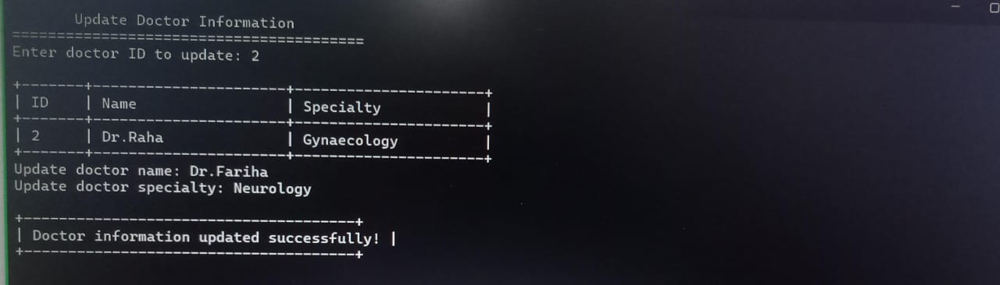 Update Doctor Information
========================================
Enter doctor ID to update: 2
+-------+----------------------+----------------------+
| ID | Name | Specialty |
+-------+----------------------+----------------------+
| 2 | Dr.Raha | Gynaecology |
+-------+----------------------+----------------------+
Update doctor name: Dr.Fariha
Update doctor specialty: Neurology
+--------------------------------------+
| Doctor information updated successfully! |
+--------------------------------------+